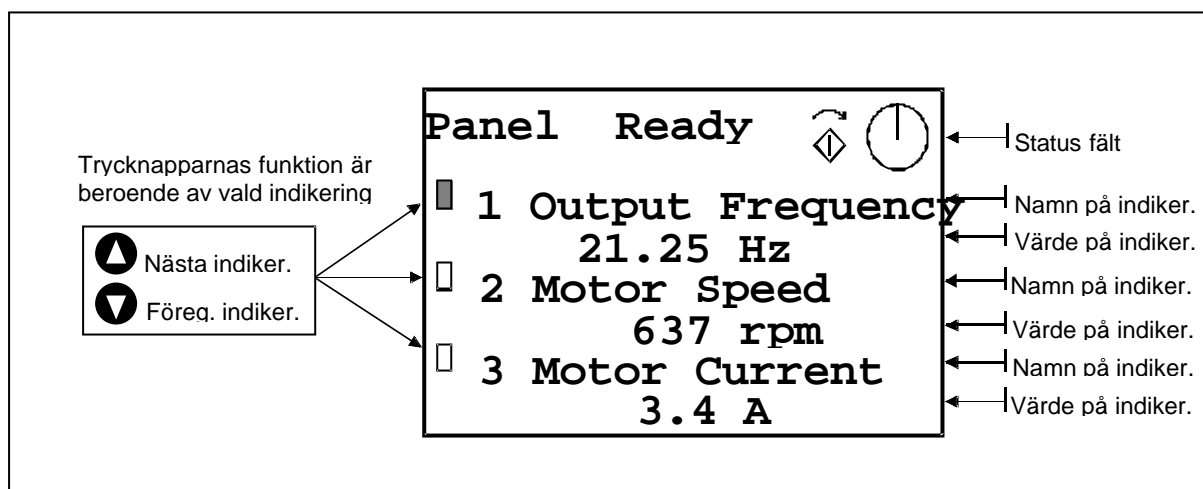 Panel Ready
Status fält
Trycknapparnas funktion är
beroende av vald indikering
1 Output Frequency
Namn på indiker.
21.25 Hz
Värde på indiker.
Nästa indiker.
Föreg. indiker.
2 Motor Speed
Namn på indiker.
637 rpm
Värde på indiker.
3 Motor Current
Namn på indiker.
3.4 A
Värde på indiker.